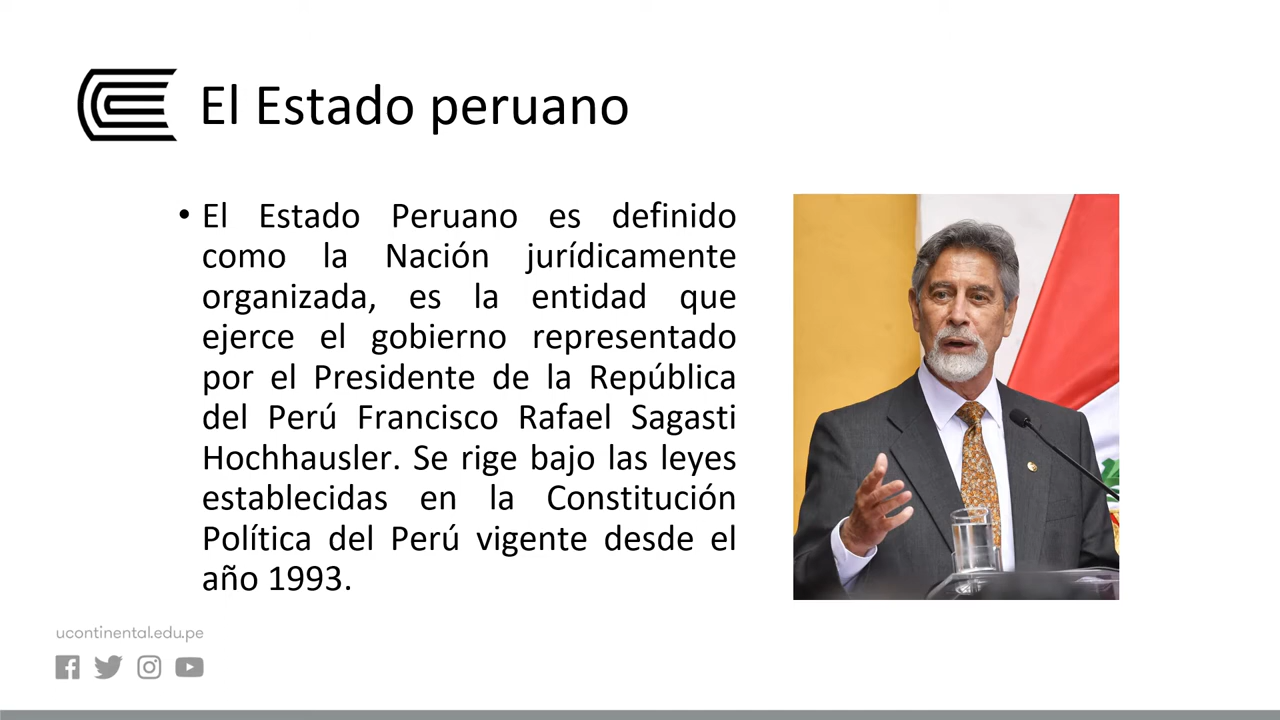 El Estado peruano
• El Estado Peruano es definido
como la Nación jurídicamente
organizada, es la entidad que
ejerce el gobierno representado
por el Presidente de la República
del Perú Francisco Rafael Sagasti
Hochhausler. Se rige bajo las leyes
establecidas en la Constitución
Política del Perú vigente desde el
año 1993.
ucontinental.edu.pe